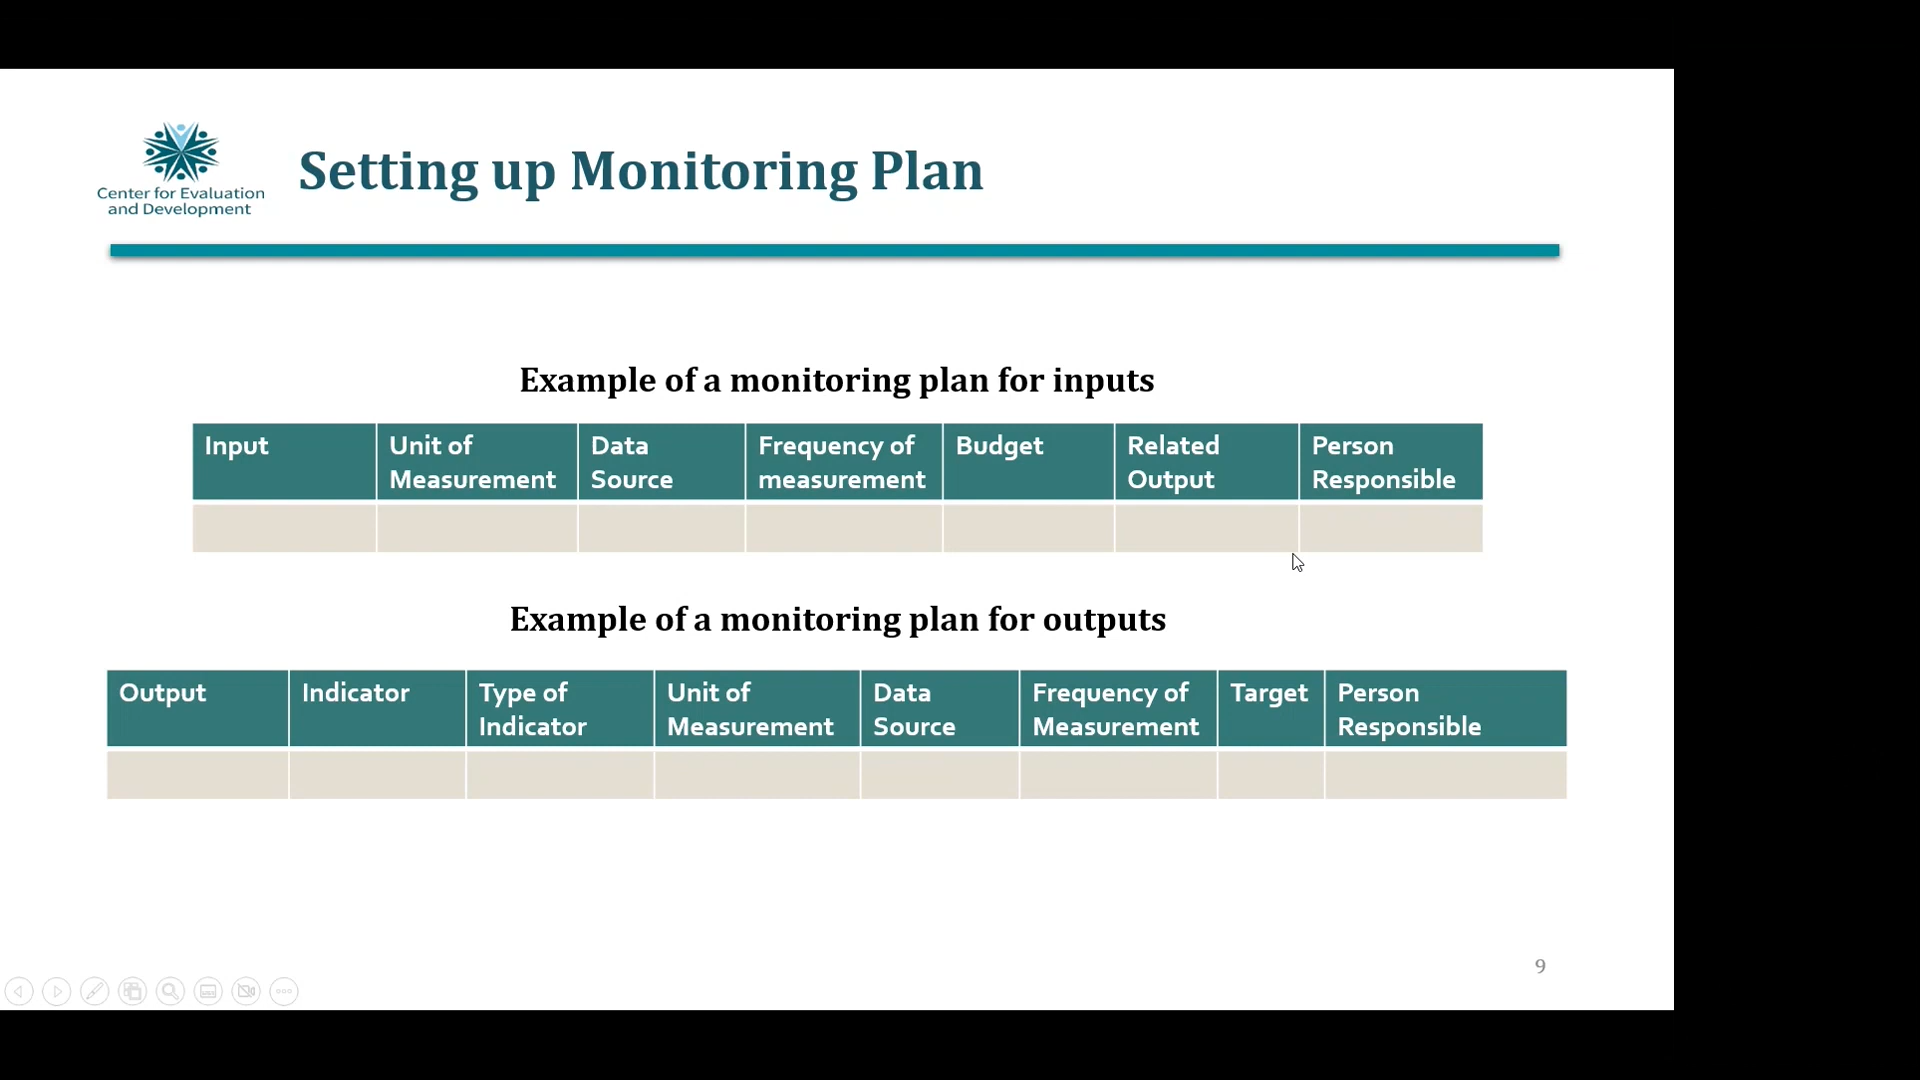 Center for Evaluation
and Development
Setting up Monitoring Plan
Example of a monitoring plan for inputs
Input
Unit of
Measurement
Data
Source
Frequency of
measurement
Budget
Related
Output
Person
Responsible
Example of a monitoring plan for outputs
Output
Indicator
Type of
Indicator
Unit of
Measurement
Data
Source
Frequency of
Measurement
Target
Person
Responsible
9